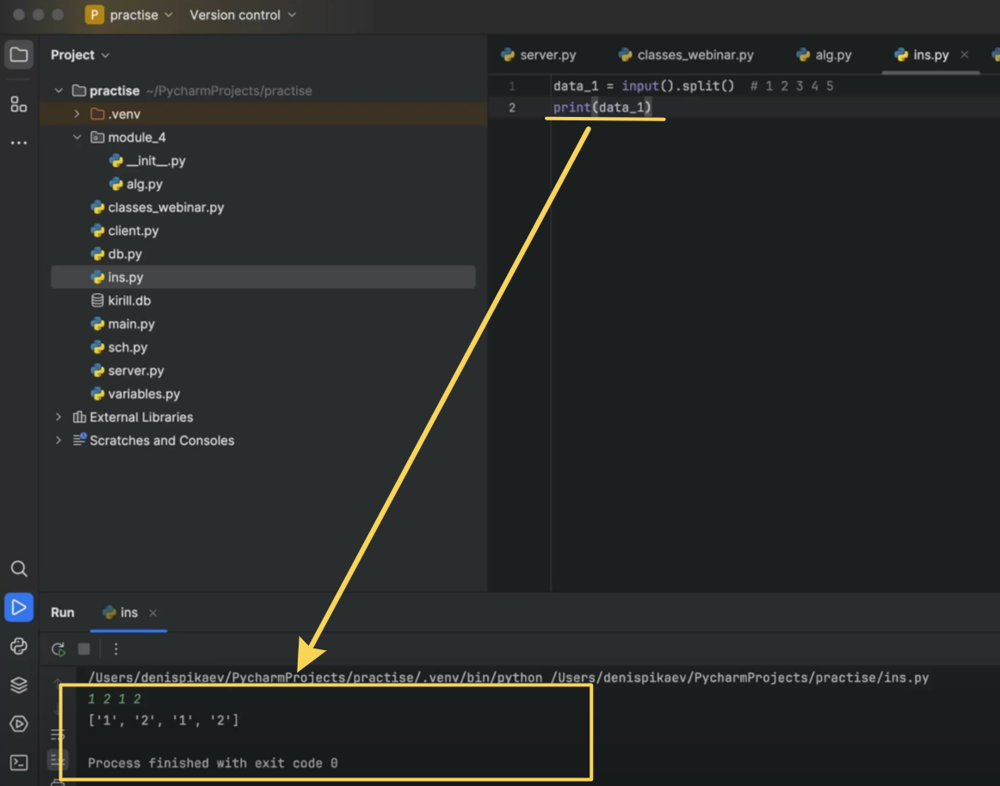 P practise Version control
Project
practise ~/PycharmProjects/practise
.venv
module_4
__init__.py
alg.py
classes_webinar.py
client.py
db.py
ins.py
kirill.db
main.py
sch.py
server.py
variables.py
External Libraries
Scratches and Consoles
server.py classes_webinar.py alg.py ins.py
1 data_1 = input().split() # 1 2 3 4 5
2 print(data_1)
Run ins
/Users/denispikaev/PycharmProjects/practise/.venv/bin/python /Users/denispikaev/PycharmProjects/practise/ins.py
1 2 1 2
['1', '2', '1', '2']
Process finished with exit code 0